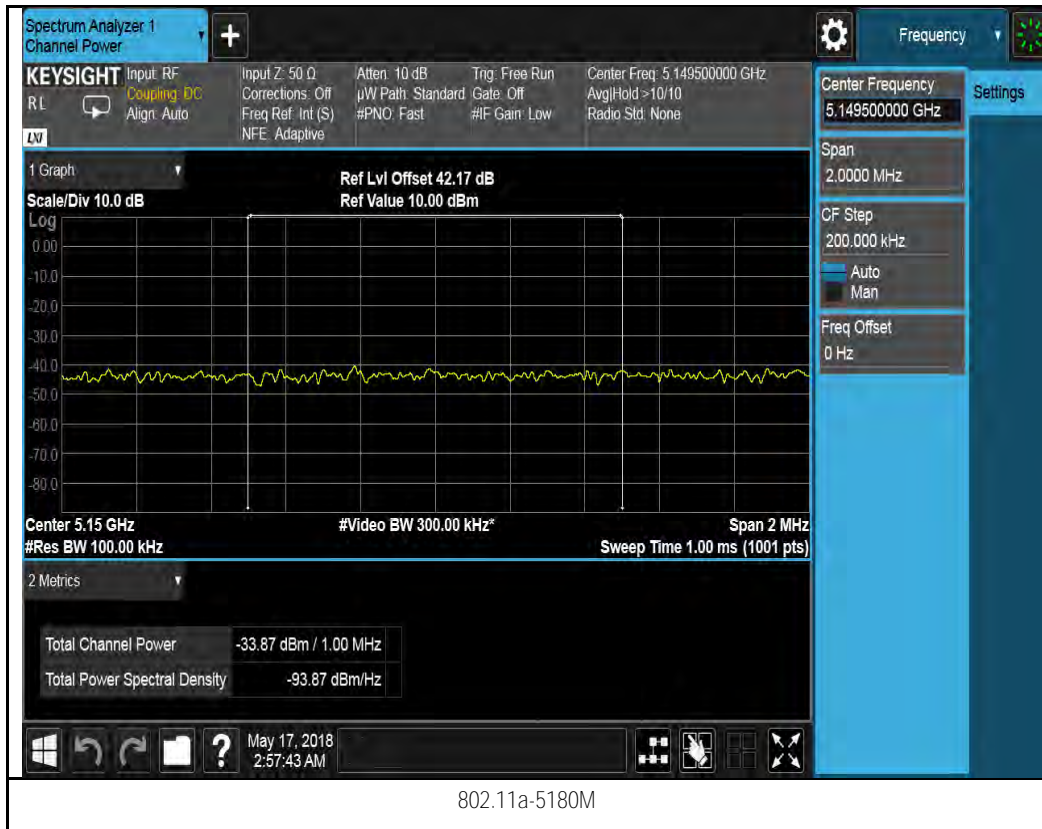 Spectrum Analyzer 1
Channel Power
+
Frequency
KEYSIGHT
RL
LXI
Input: RF
Coupling: DC
Align: Auto
Input Z: 50 Ω
Corrections: Off
Freq Ref: Int (S)
NFE: Adaptive
Atten: 10 dB
µW Path: Standard
#PNO: Fast
Trig: Free Run
Gate: Off
#IF Gain: Low
Center Freq: 5.149500000 GHz
Avg|Hold >10/10
Radio Std: None
Center Frequency
5.149500000 GHz
Settings
Span
2.0000 MHz
CF Step
200.000 kHz
Auto
Man
Freq Offset
0 Hz
1 Graph
Scale/Div 10.0 dB
Ref Lvl Offset 42.17 dB
Ref Value 10.00 dBm
Log
0.00
-10.0
-20.0
-30.0
-40.0
-50.0
-60.0
-70.0
-80.0
Center 5.15 GHz
#Video BW 300.00 kHz*
Span 2 MHz
#Res BW 100.00 kHz
Sweep Time 1.00 ms (1001 pts)
2 Metrics
Total Channel Power -33.87 dBm / 1.00 MHz
Total Power Spectral Density -93.87 dBm/Hz
?
May 17, 2018
2:57:43 AM
802.11a-5180M